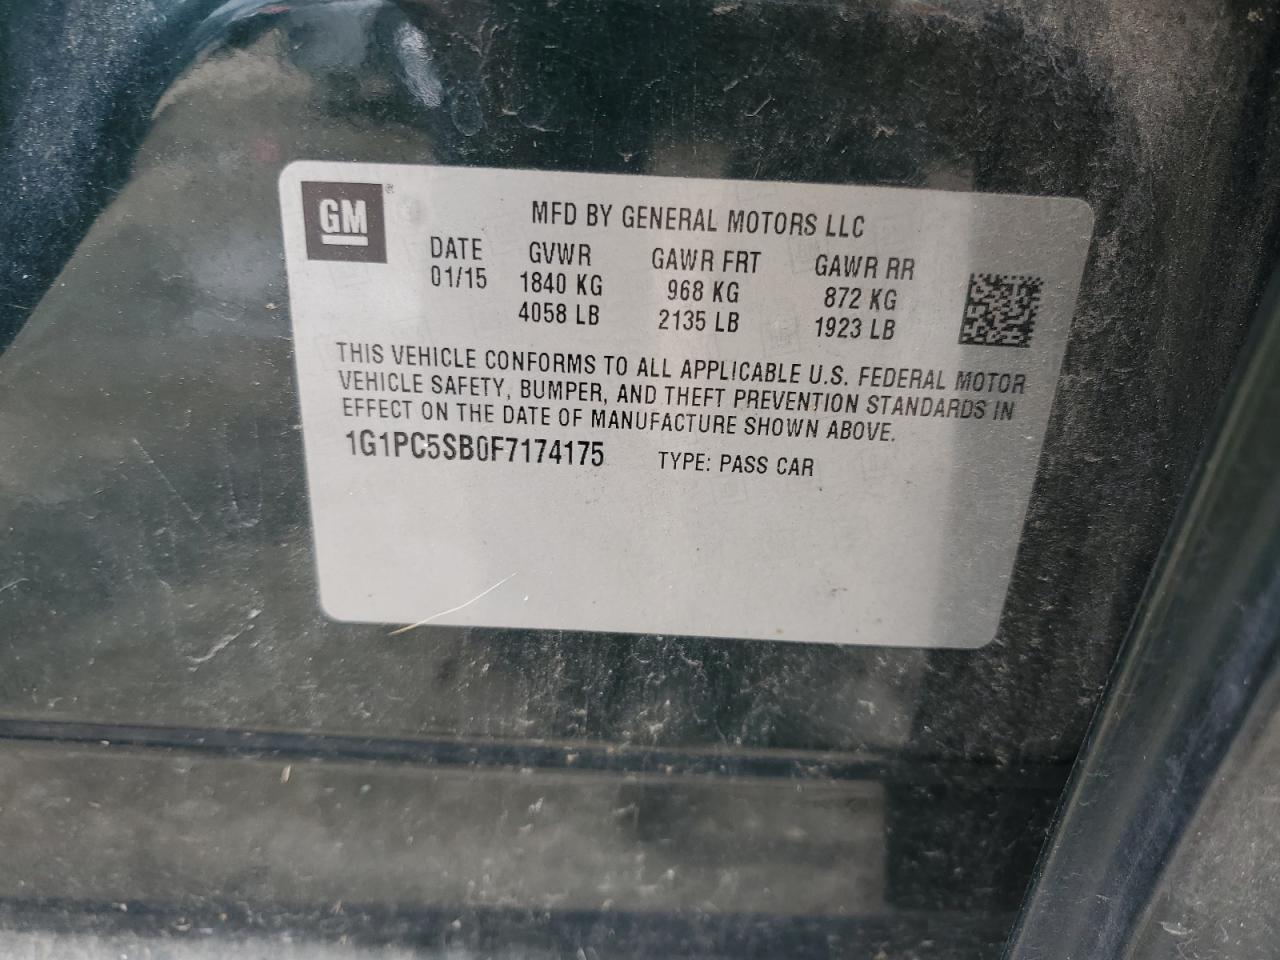 GM
MFD BY GENERAL MOTORS LLC
DATE GVWR GAWR FRT GAWR RR
01/15 1840 KG 968 KG 872 KG
4058 LB 2135 LB 1923 LB
THIS VEHICLE CONFORMS TO ALL APPLICABLE U.S. FEDERAL MOTOR
VEHICLE SAFETY, BUMPER, AND THEFT PREVENTION STANDARDS IN
EFFECT ON THE DATE OF MANUFACTURE SHOWN ABOVE.
1G1PC5SB0F7174175 TYPE: PASS CAR